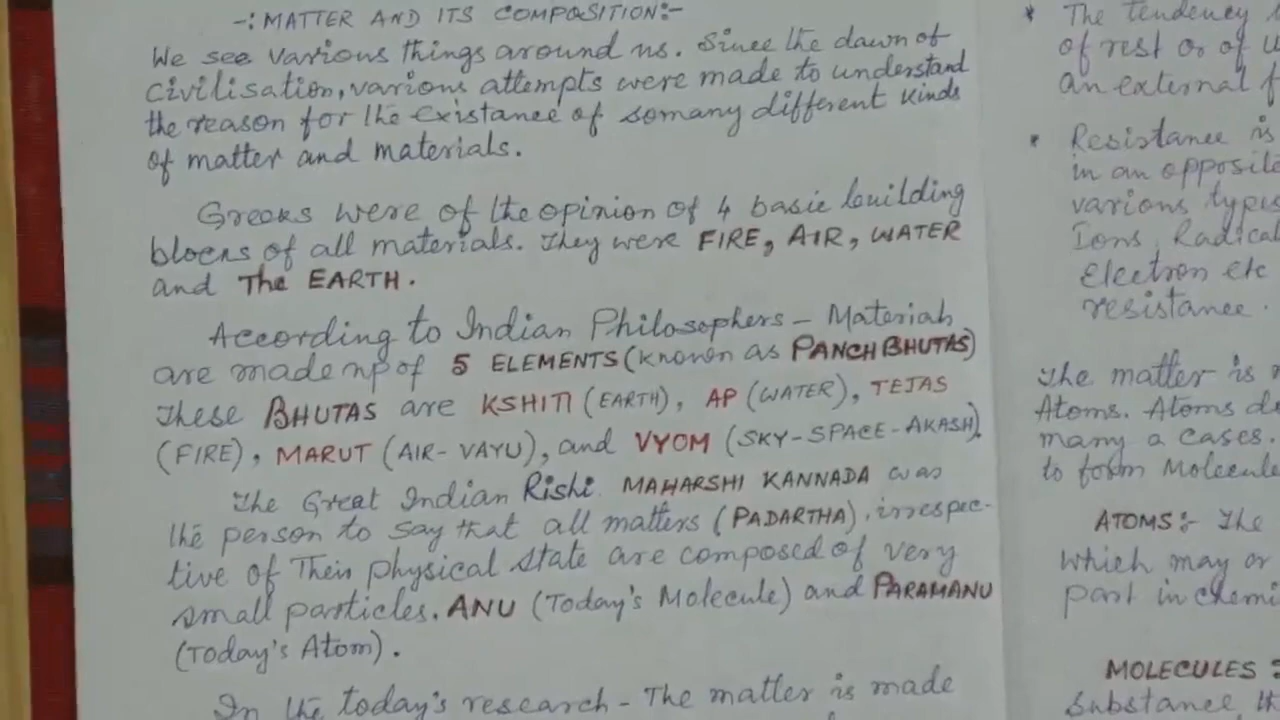 -: MATTER AND ITS COMPOSITION:-
We see various things around us. Since the dawn of
civilisation, various attempts were made to understand
the reason for the existance of somany different kinds
of matter and materials.
Greeks were of the opinion of 4 basic building
blocks of all materials. They were FIRE, AIR, WATER
and The EARTH.
According to Indian Philosophers - Materials
are made up of 5 ELEMENTS (known as PANCH BHUTAS)
These BHUTAS are KSHITI (EARTH), AP (WATER), TEJAS
(FIRE), MARUT (AIR-VAYU), and VYOM (SKY-SPACE-AKASH).
The Great Indian Rishi MAHARSHI KANNADA was
the person to say that all matters (PADARTHA), irrespec-
tive of Their physical state are composed of very
small particles. ANU (Today's Molecule) and PARAMANU
(Today's Atom).
In the today's research - The matter is made
* The tendency
of rest or of
an external
* Resistance is
in an opposite
various types
Ions, Radical
Electron etc
resistance.
The matter is
Atoms. Atoms
many a cases.
to form Molecule
ATOMS:- The
which may or
part in chemi
MOLECULES:
Substance, th